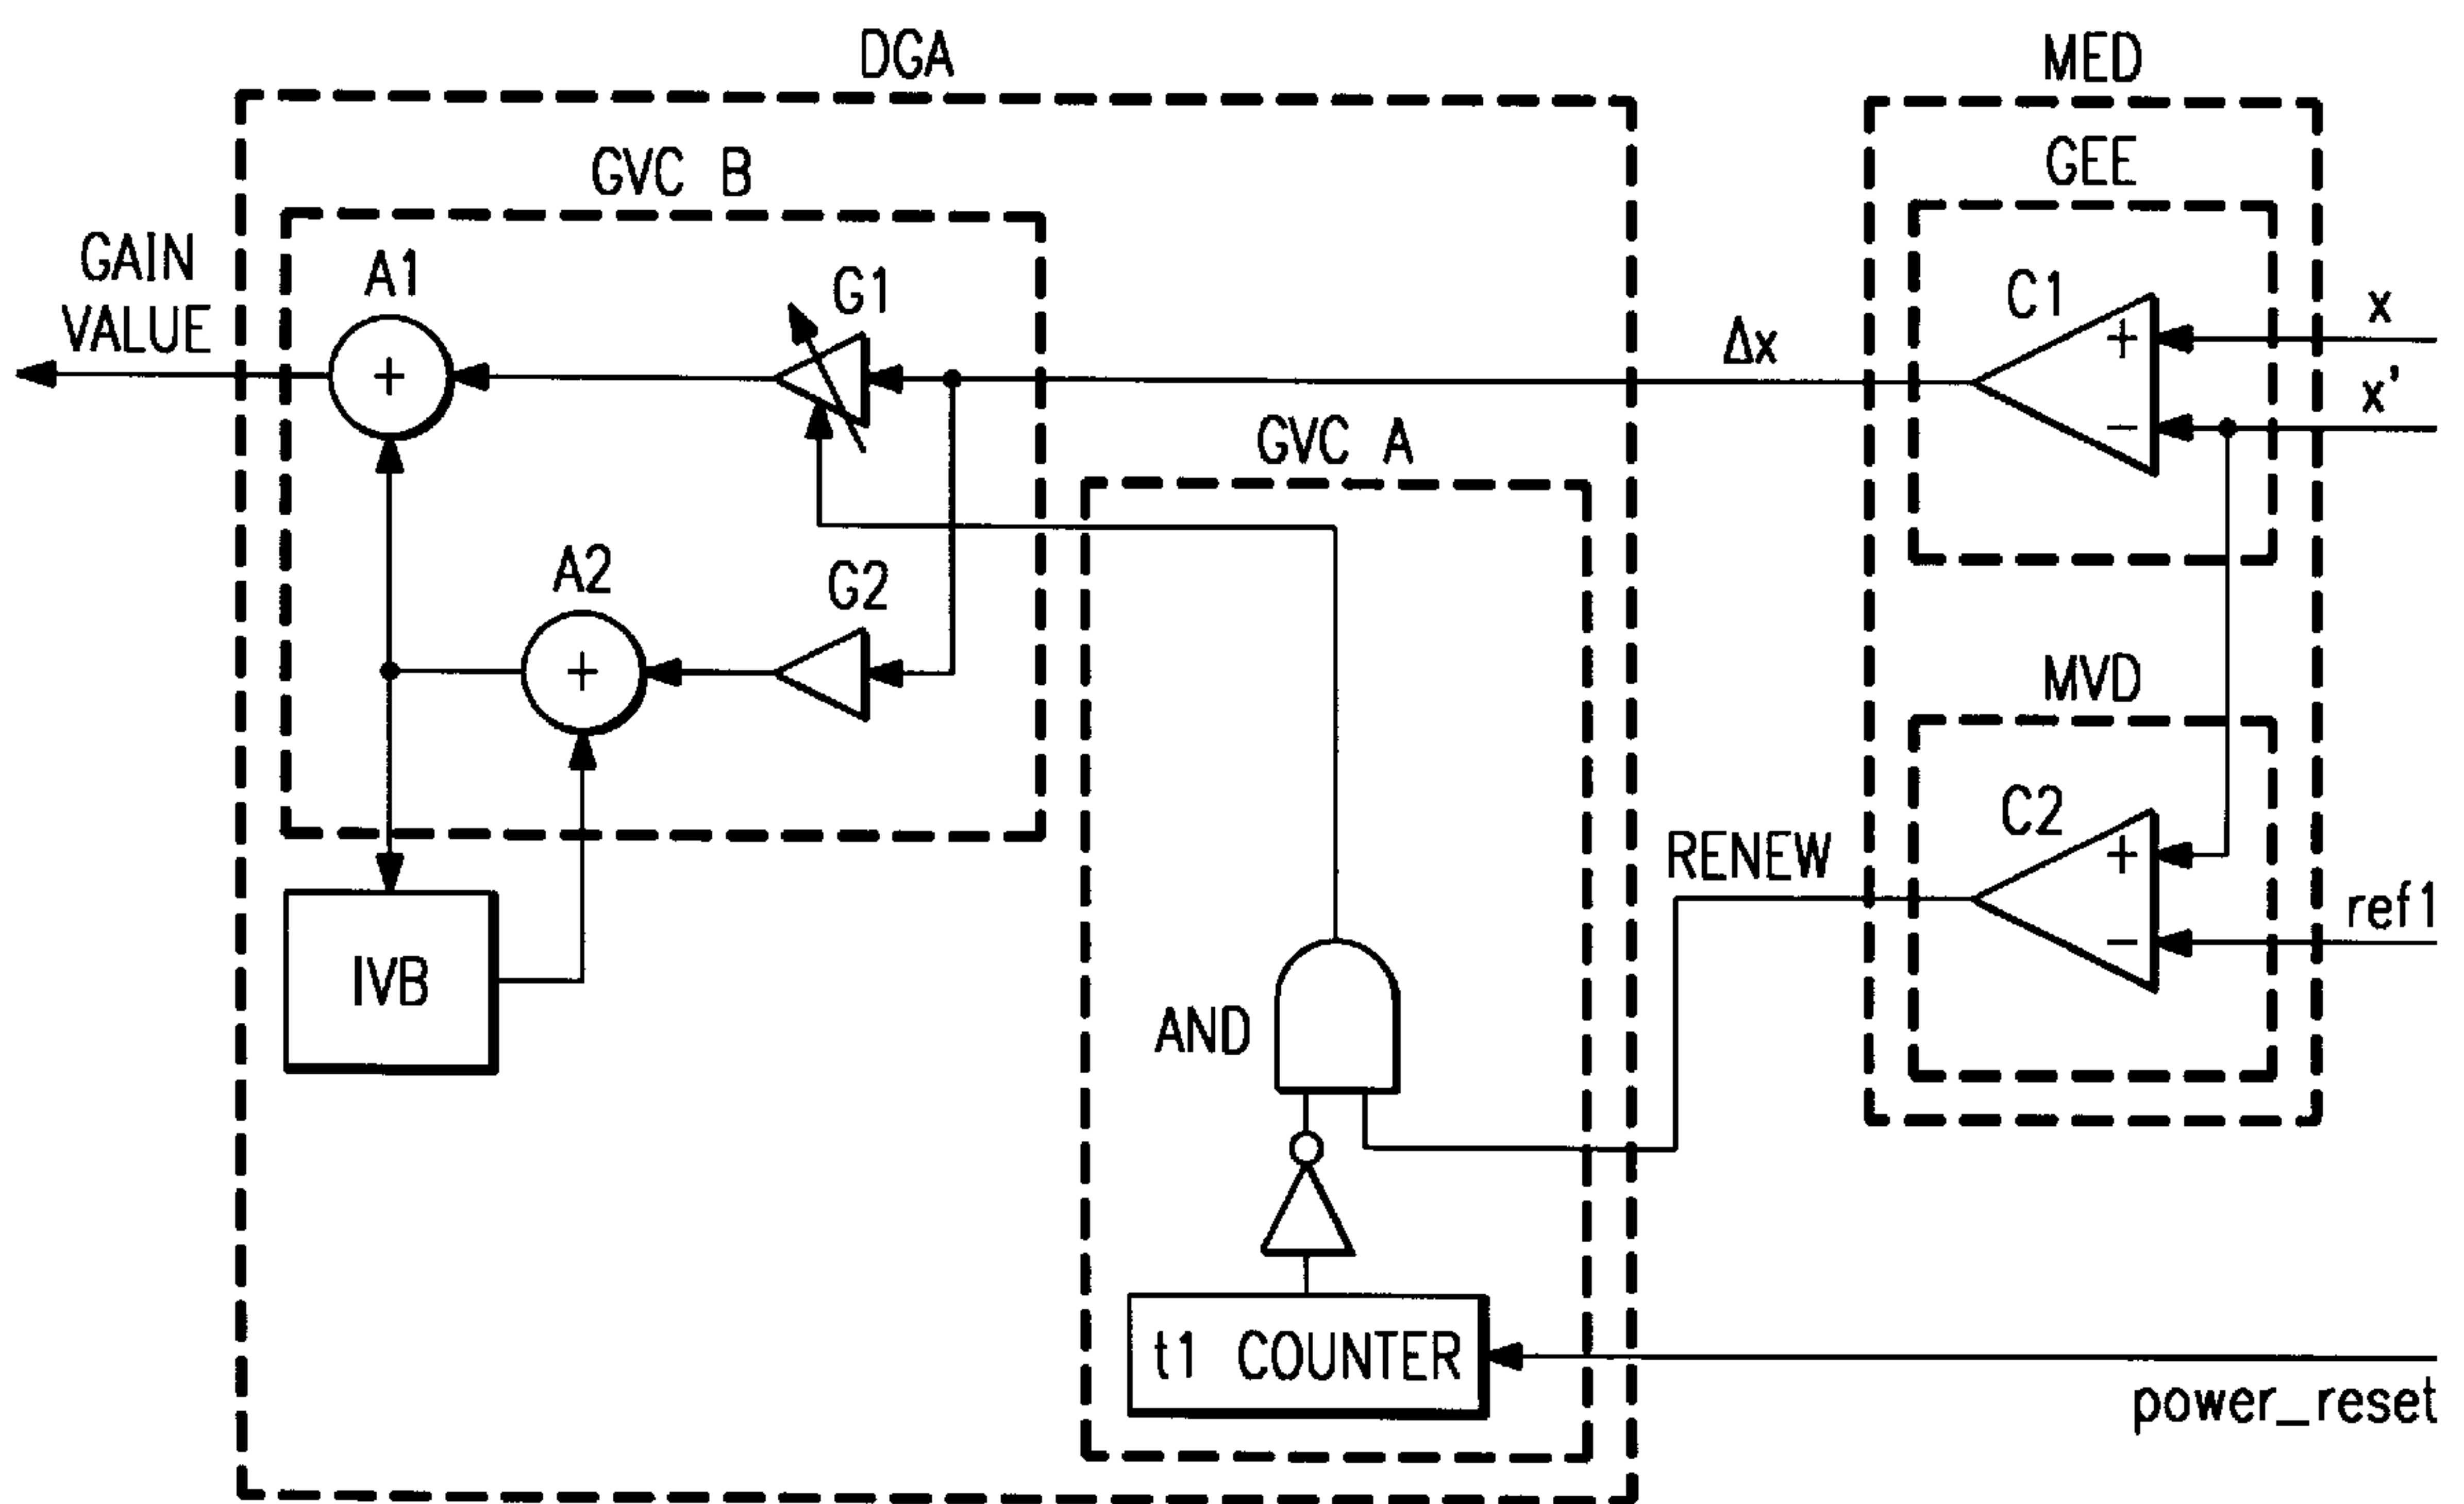 DGA
MED
GVC B
GEE
GAIN
VALUE
A1
G1
C1
+
x
+
Δx
x'
−
GVC A
A2
G2
+
MVD
C2
RENEW
+
ref1
−
IVB
AND
t1 COUNTER
power_reset